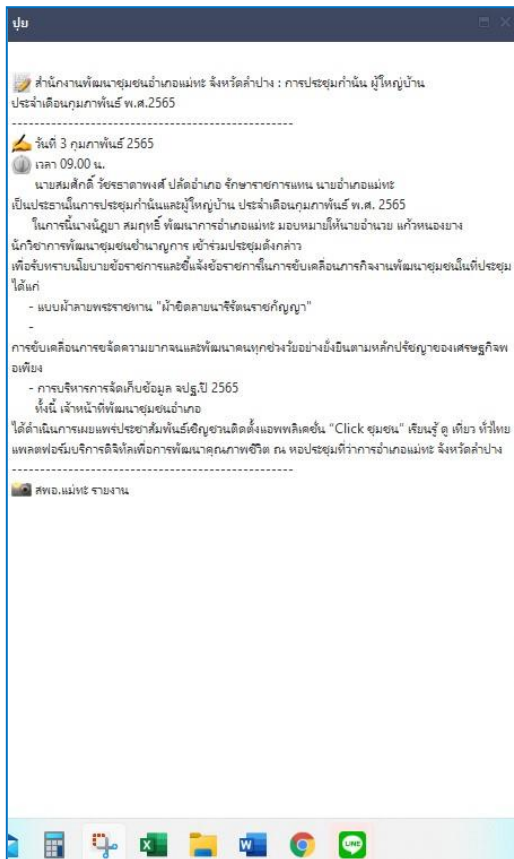 ปุย
สำนักงานพัฒนาชุมชนอำเภอแม่ทะ จังหวัดลำปาง : การประชุมกำนัน ผู้ใหญ่บ้าน
ประจำเดือนกุมภาพันธ์ พ.ศ.2565
--------------------------------------------------
วันที่ 3 กุมภาพันธ์ 2565
เวลา 09.00 น.
นายสมศักดิ์ วัชรธาดาพงศ์ ปลัดอำเภอ รักษาราชการแทน นายอำเภอแม่ทะ
เป็นประธานในการประชุมกำนันและผู้ใหญ่บ้าน ประจำเดือนกุมภาพันธ์ พ.ศ. 2565
ในการนี้นางนัฎยา สมฤทธิ์ พัฒนาการอำเภอแม่ทะ มอบหมายให้นายอำนวย แก้วหนองยาง
นักวิชาการพัฒนาชุมชนชำนาญการ เข้าร่วมประชุมดังกล่าว
เพื่อรับทราบนโยบายข้อราชการและชี้แจ้งข้อราชการในการขับเคลื่อนภารกิจงานพัฒนาชุมชนในที่ประชุม
ได้แก่
- แบบผ้าลายพระราชทาน "ผ้าขิดลายนารีรัตนราชกัญญา"
-
การขับเคลื่อนการขจัดความยากจนและพัฒนาคนทุกช่วงวัยอย่างยั่งยืนตามหลักปรัชญาของเศรษฐกิจพ
อเพียง
- การบริหารการจัดเก็บข้อมูล จปฐ.ปี 2565
ทั้งนี้ เจ้าหน้าที่พัฒนาชุมชนอำเภอ
ได้ดำเนินการเผยแพร่ประชาสัมพันธ์เชิญชวนติดตั้งแอพพลิเคชั่น "Click ชุมชน" เรียนรู้ ดู เที่ยว ทั่วไทย
แพลตฟอร์มบริการดิจิทัลเพื่อการพัฒนาคุณภาพชีวิต ณ หอประชุมที่ว่าการอำเภอแม่ทะ จังหวัดลำปาง
--------------------------------------------------
สพอ.แม่ทะ รายงาน
LINE